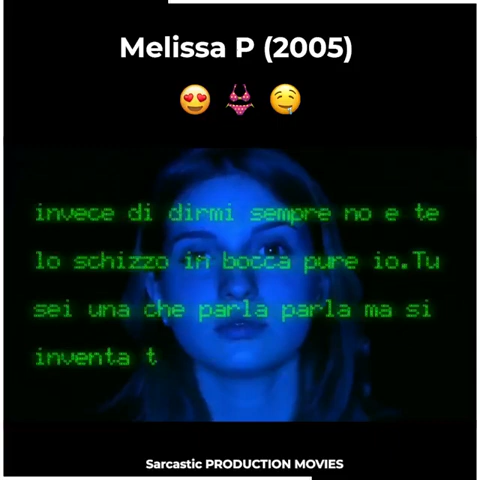 Melissa P (2005)
invece di dirmi sempre no e te
lo schizzo in bocca pure io.Tu
sei una che parla parla ma si
inventa t
Sarcastic PRODUCTION MOVIES